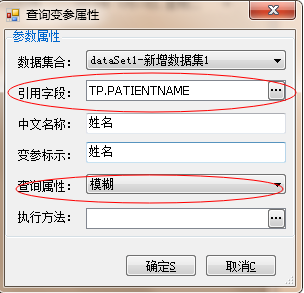 查询变参属性
参数属性
数据集合： dataSet1-新增数据集1
引用字段： TP.PATIENTNAME ...
中文名称： 姓名
变参标示： 姓名
查询属性： 模糊
执行方法： ...
确定S 取消C